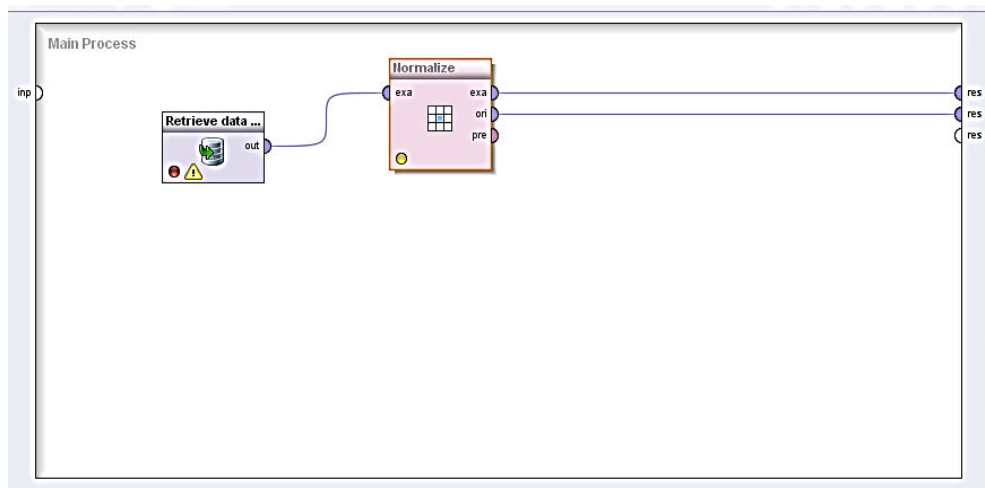 Main Process
Normalize
inp
exa
exa
res
Retrieve data ...
ori
res
out
pre
res